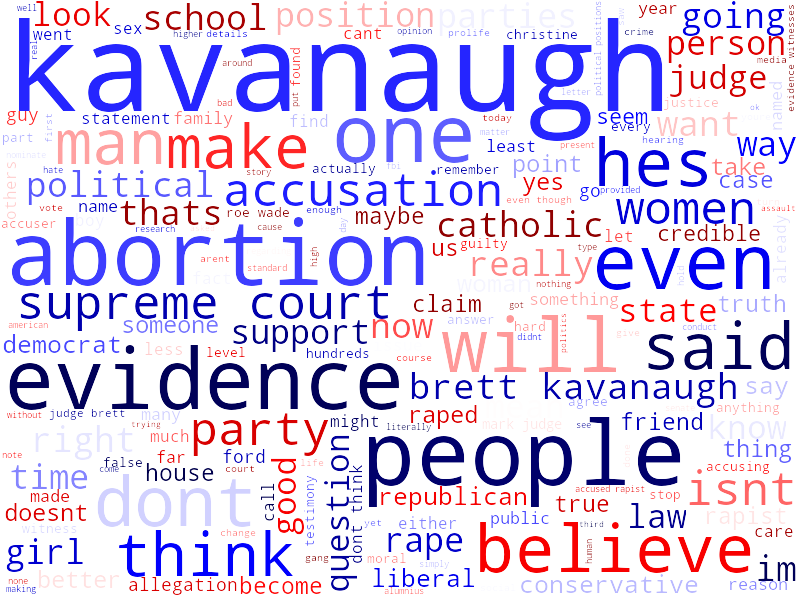 well
look
school
sex
went
real
higher
details
kavanaugh
position
cant
opinion
prolife
parties
christine
around
put
found
bad
year
law
crime
political positions
going
person
judge
media
evidence witnesses
guy
statement
family
part
first
man
make
find
one
today
matter
least
seem
every
hearing
justice
want
named
ok
way
others
nominate
hate
political
actually
story
fbi
remember
accusation
point
present
yes
go
provided
hes
take
case
women
vote
name
thats
roe wade
enough
maybe
even though
catholic
let
credible
assault
accuser
research
cause
day
us
guilty
type
already
abortion
arent
standard
high
fact
really
woman
nothing
even
hold
supreme court
claim
got
something
state
truth
american
someone
support
now
answer
hard
didnt
politics
give
conduct
democrat
less
level
hundreds
course
will
said
evidence
brett kavanaugh
say
agree
without
judge brett
many
trying
party
might
literally
raped
mark judge
see
friend
anything
know
right
much
far
ford
note
false
come
house
court
life
question
dont think
people
thing
accusing
time
made
doesnt
witness
dont
call
good
testimony
republican
true
accused rapist
stop
isnt
change
yet
either
public
third
law
rapist
care
girl
think
gang
moral
rape
simply
believe
human
im
none
making
better
allegation
become
liberal
alumnius
conservative
reason